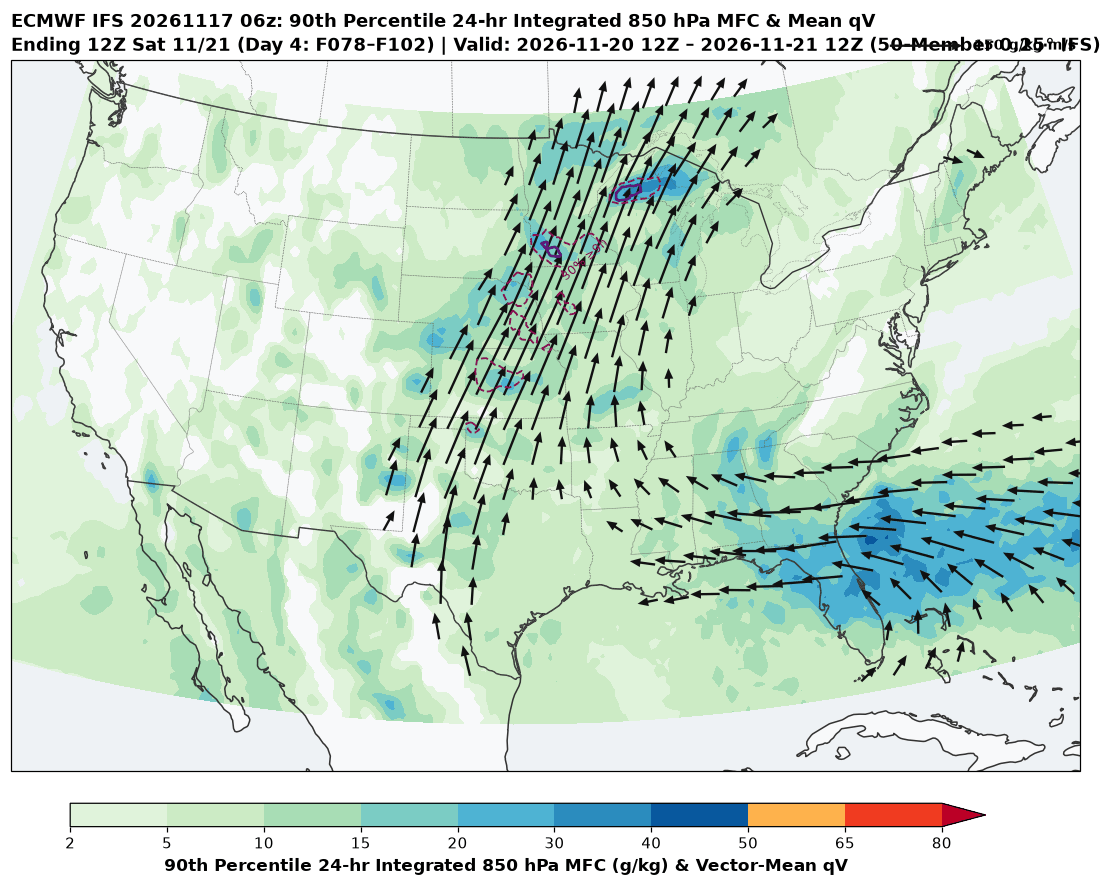 ECMWF IFS 20261117 06z: 90th Percentile 24-hr Integrated 850 hPa MFC & Mean qV
Ending 12Z Sat 11/21 (Day 4: F078–F102) | Valid: 2026-11-20 12Z – 2026-11-21 12Z (50-Member 0.25° IFS)
150 g/kg·m/s
2 5 10 15 20 30 40 50 65 80
90th Percentile 24-hr Integrated 850 hPa MFC (g/kg) & Vector-Mean qV